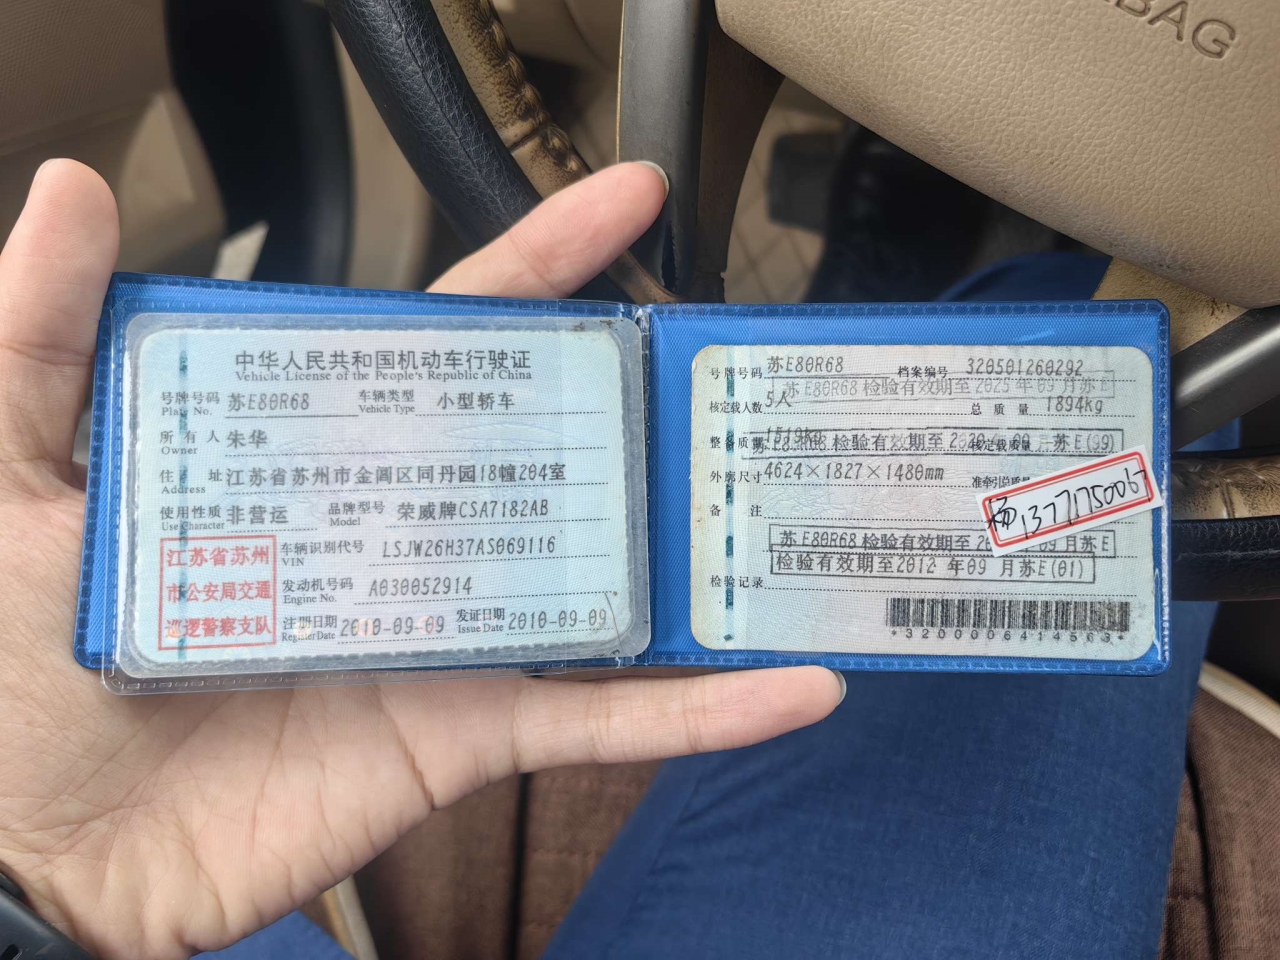 BAG
中华人民共和国机动车行驶证
Vehicle License of the People's Republic of China
号牌号码 苏E80R68 车辆类型 小型轿车
Plate No. Vehicle Type
所有人 朱华
Owner
住址 江苏省苏州市金阊区同丹园18幢204室
Address
使用性质 非营运 品牌型号 荣威牌CSA7182AB
Use Character Model
江苏省苏州
市公安局交通
巡逻警察支队
车辆识别代号 LSJW26H37AS069116
VIN
发动机号码 A030052914
Engine No.
注册日期 2010-09-09 发证日期 2010-09-09
Register Date Issue Date
号牌号码 苏E80R68 档案编号 320501260292
苏E80R68 检验有效期至 2025 年 09 月苏E
核定载人数 5人 总质量 1894kg
整备质量 1519kg 核定载质量
检验有效期至 苏E(99)
外廓尺寸 4624×1827×1480mm 准牵引总质量
备注
杨 13771750067
苏E80R68 检验有效期至 09 月苏E
检验有效期至2012 年09 月苏E(01)
检验记录
*3200006414563*